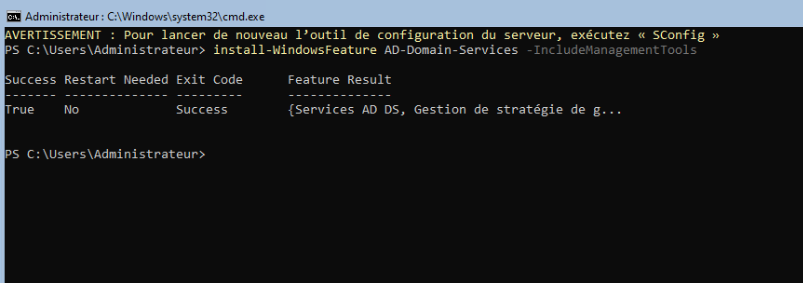 Administrateur : C:\Windows\system32\cmd.exe
AVERTISSEMENT : Pour lancer de nouveau l’outil de configuration du serveur, exécutez « SConfig »
PS C:\Users\Administrateur> install-WindowsFeature AD-Domain-Services -IncludeManagementTools
Success Restart Needed Exit Code      Feature Result
------- -------------- ---------      --------------
True    No             Success        {Services AD DS, Gestion de stratégie de g...
PS C:\Users\Administrateur>